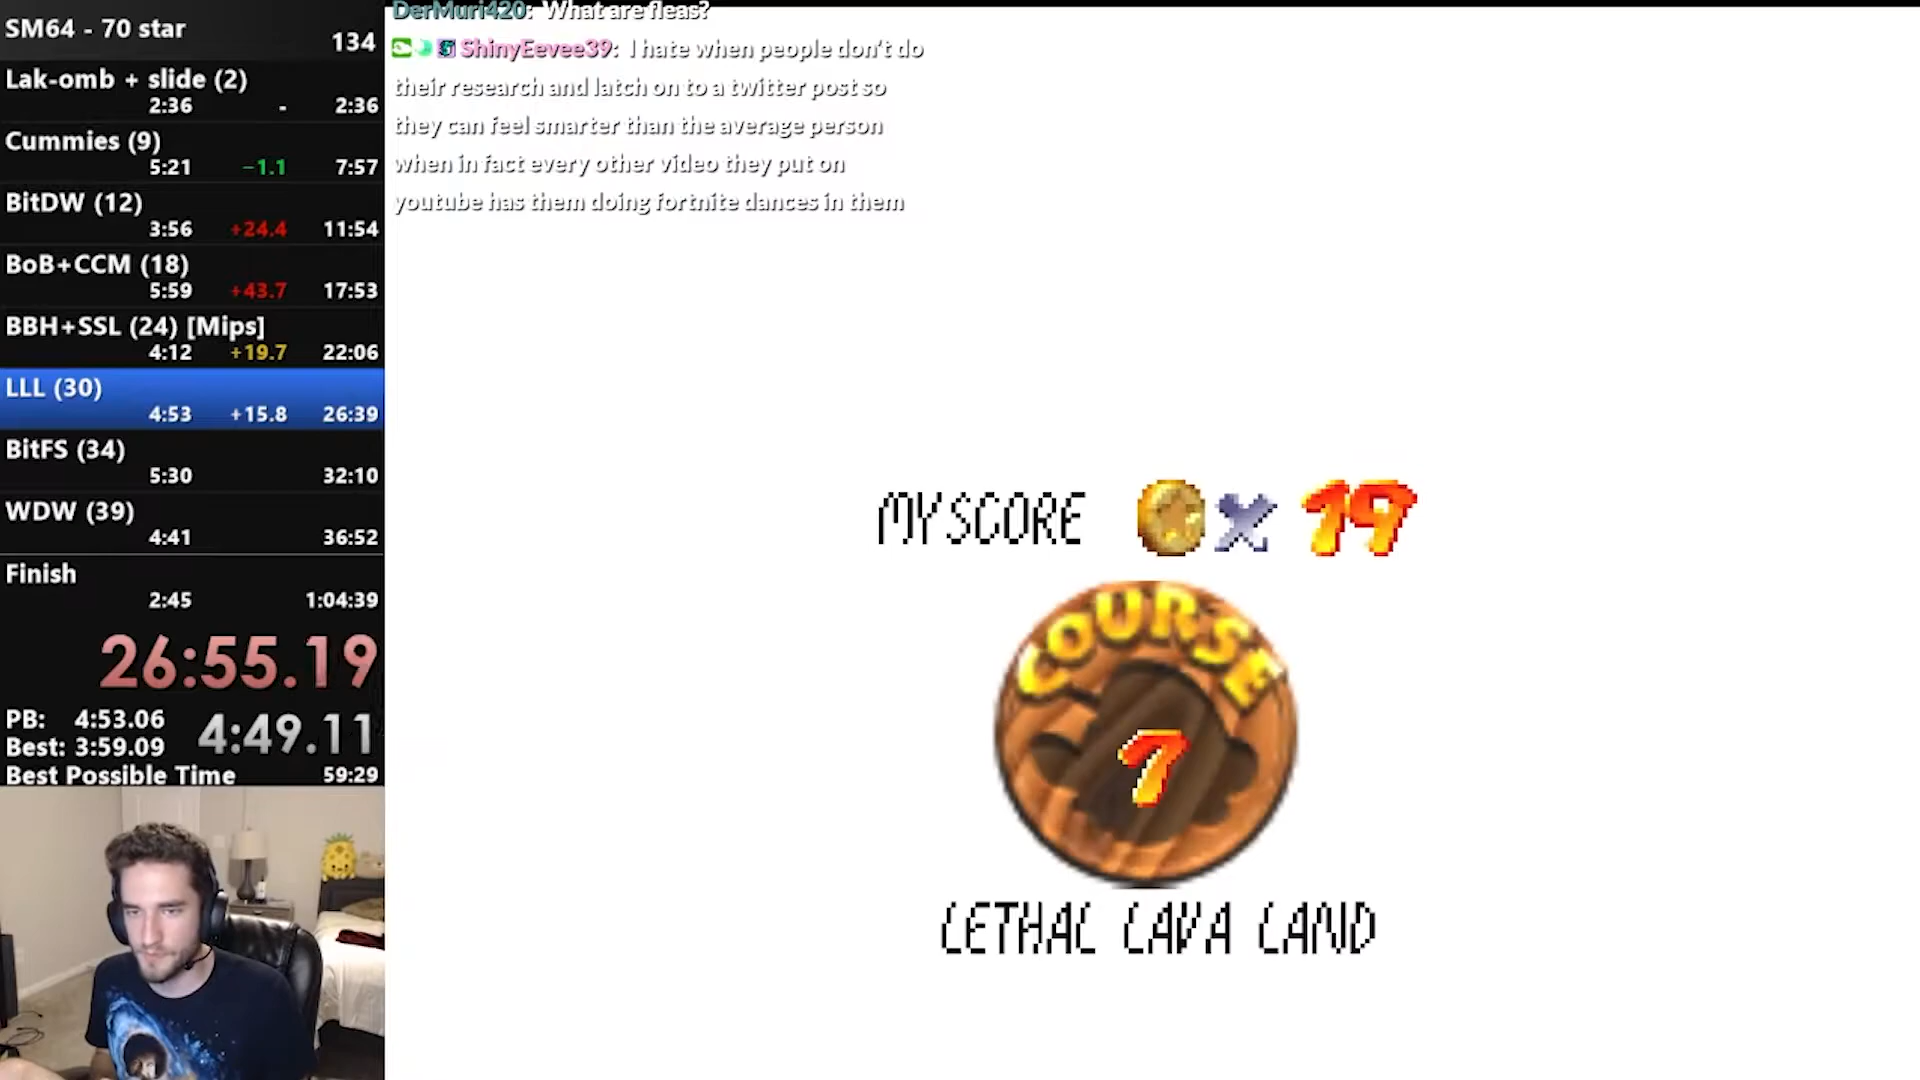 SM64 - 70 star
134
Lak-omb + slide (2)
2:36 - 2:36
Cummies (9)
5:21 −1.1 7:57
BitDW (12)
3:56 +24.4 11:54
BoB+CCM (18)
5:59 +43.7 17:53
BBH+SSL (24) [Mips]
4:12 +19.7 22:06
LLL (30)
4:53 +15.8 26:39
BitFS (34)
5:30 32:10
WDW (39)
4:41 36:52
Finish
2:45 1:04:39
26:55.19
PB: 4:53.06
Best: 3:59.09
4:49.11
Best Possible Time 59:29
DerMuri420: What are fleas?
ShinyEevee39: I hate when people don't do
their research and latch on to a twitter post so
they can feel smarter than the average person
when in fact every other video they put on
youtube has them doing fortnite dances in them
MY SCORE × 19
COURSE
7
LETHAL LAVA LAND